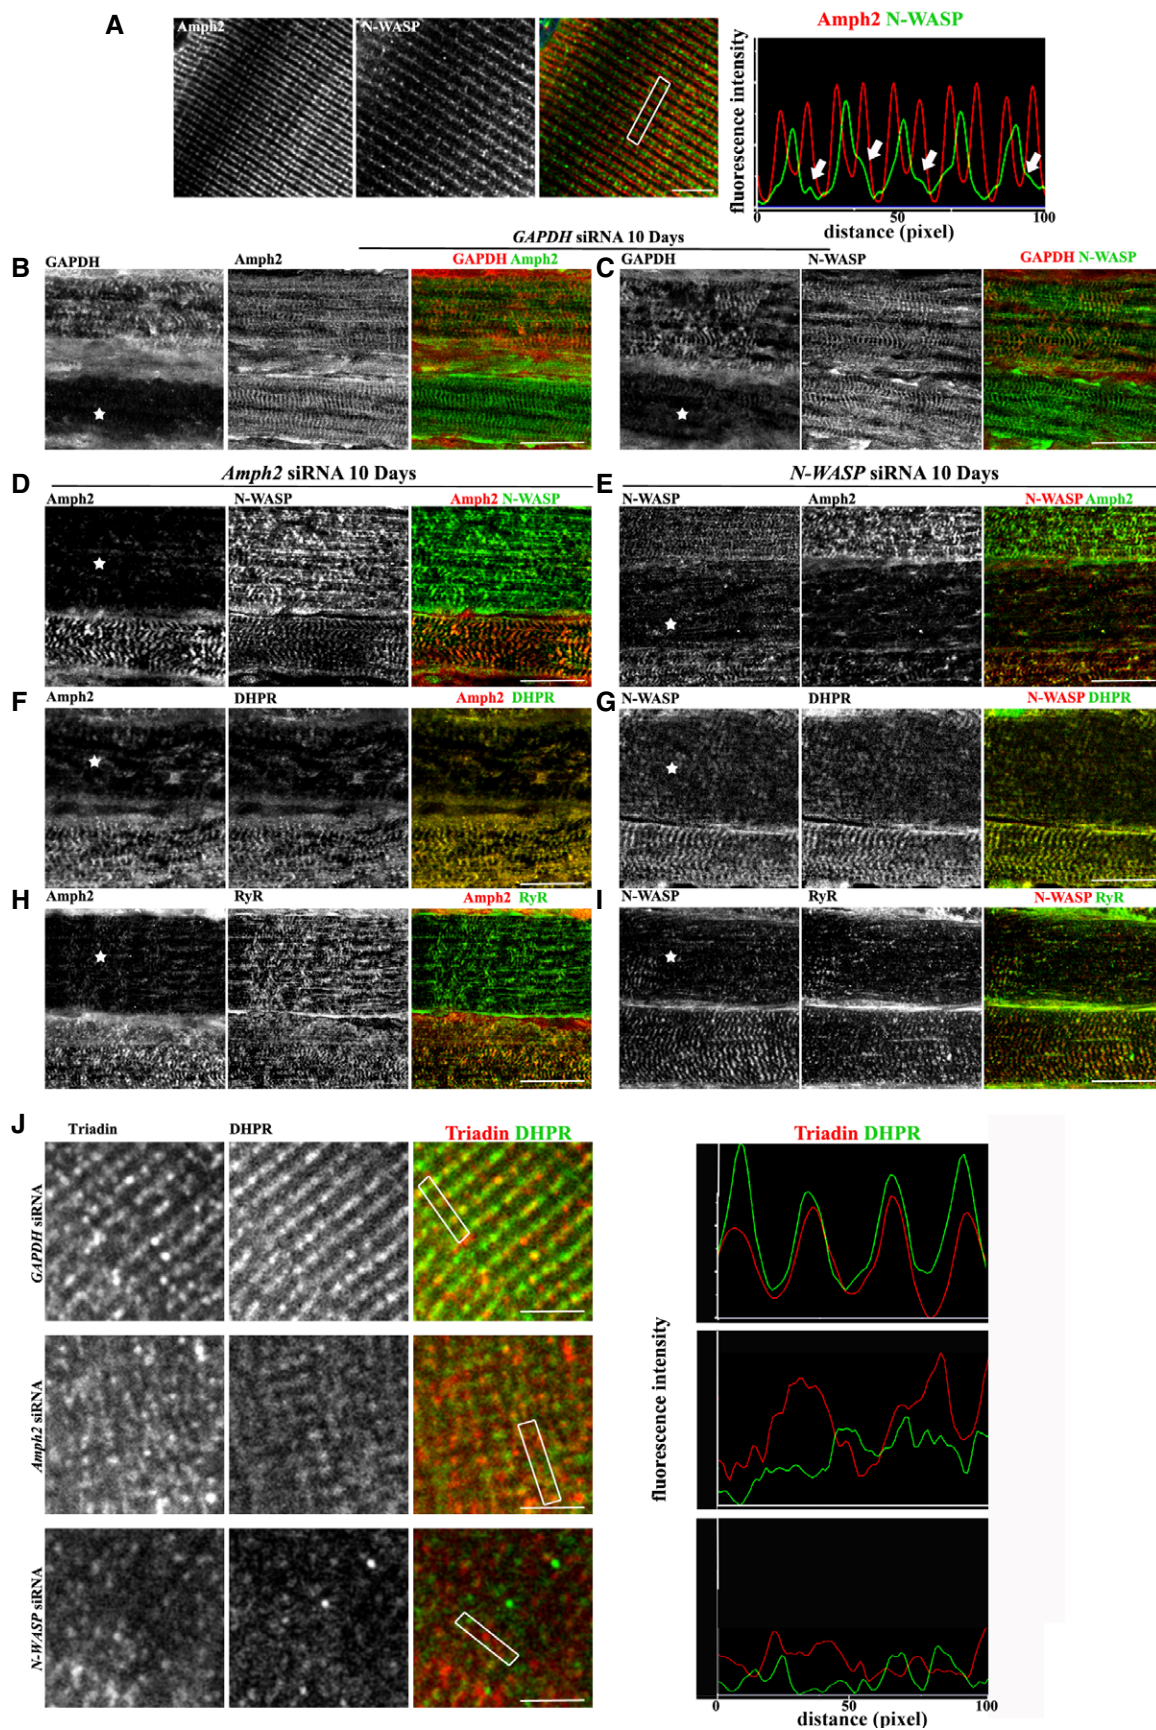 A
Amph2
N-WASP
Amph2 N-WASP
fluorescence intensity
0
50
100
distance (pixel)
GAPDH siRNA 10 Days
B
GAPDH
Amph2
GAPDH Amph2
C
GAPDH
N-WASP
GAPDH N-WASP
Amph2 siRNA 10 Days
D
Amph2
N-WASP
Amph2 N-WASP
N-WASP siRNA 10 Days
E
N-WASP
Amph2
N-WASP Amph2
F
Amph2
DHPR
Amph2 DHPR
G
N-WASP
DHPR
N-WASP DHPR
H
Amph2
RyR
Amph2 RyR
I
N-WASP
RyR
N-WASP RyR
J
Triadin
DHPR
Triadin DHPR
Triadin DHPR
GAPDH siRNA
Amph2 siRNA
N-WASP siRNA
fluorescence intensity
0
50
100
distance (pixel)